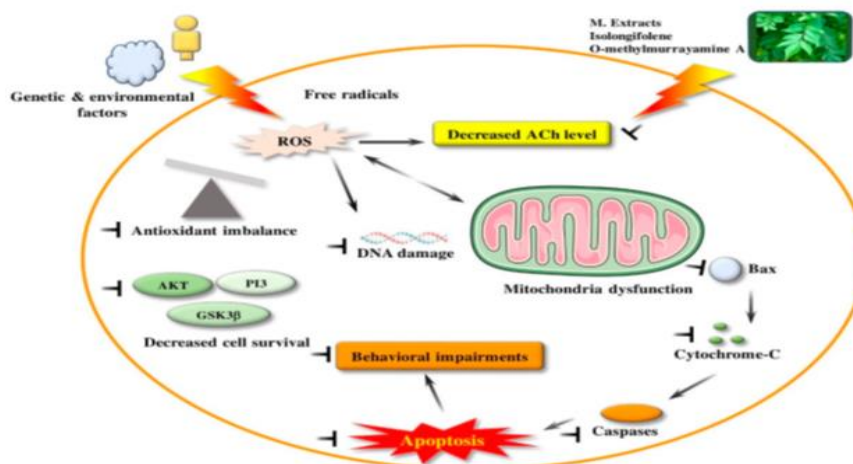 M. Extracts
Isolongifolene
O-methylmurrayamine A
Genetic & environmental
factors
Free radicals
ROS
Decreased ACh level
Antioxidant imbalance
DNA damage
Mitochondria dysfunction
Bax
AKT
PI3
GSK3β
Decreased cell survival
Behavioral impairments
Cytochrome-C
Apoptosis
Caspases